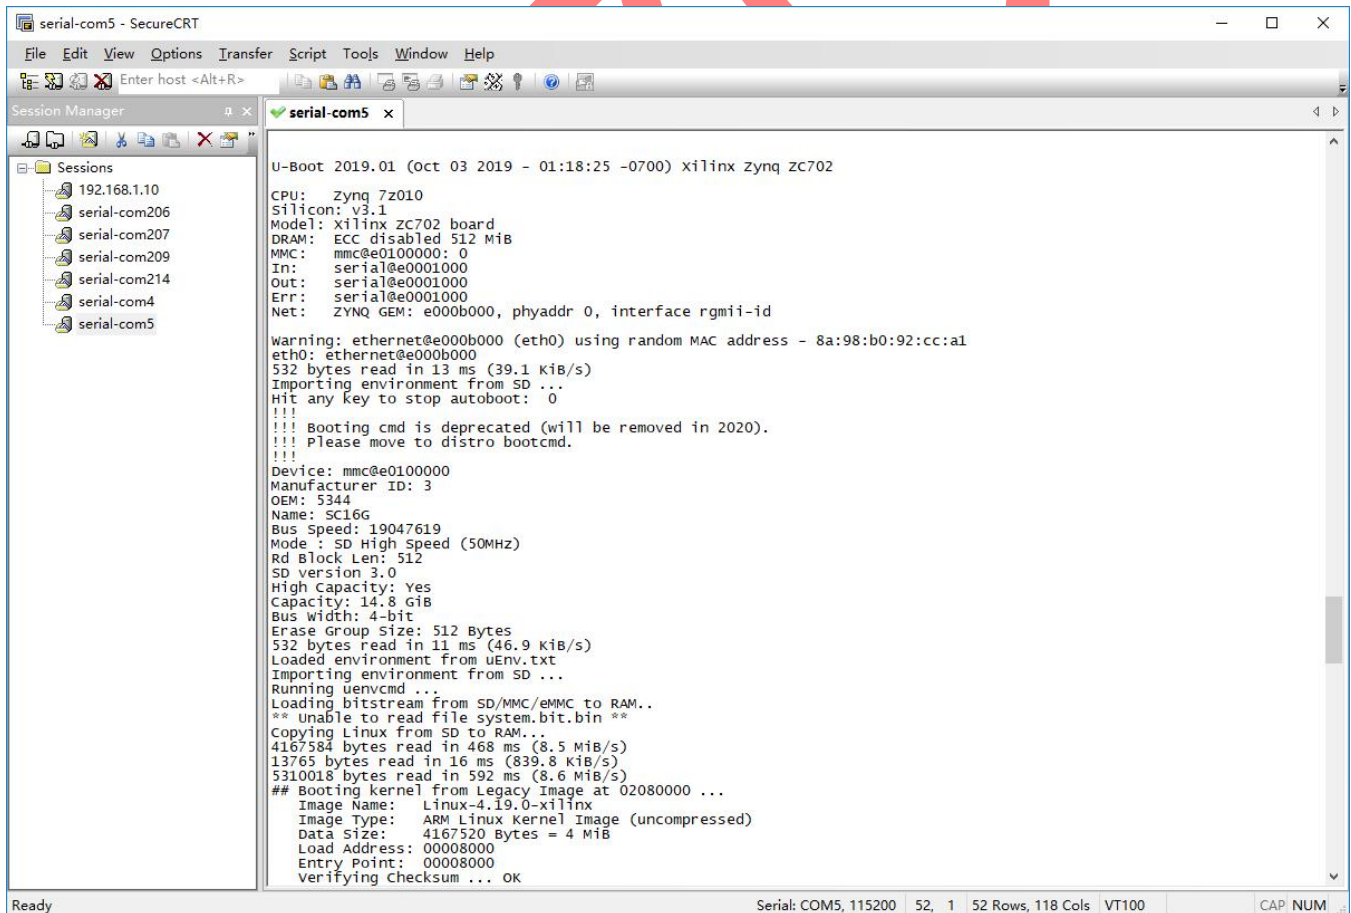 serial-com5 - SecureCRT
File Edit View Options Transfer Script Tools Window Help
Enter host <Alt+R>
Session Manager
serial-com5
Sessions
192.168.1.10
serial-com206
serial-com207
serial-com209
serial-com214
serial-com4
serial-com5
U-Boot 2019.01 (Oct 03 2019 - 01:18:25 -0700) Xilinx Zynq ZC702
CPU: Zynq 7z010
Silicon: v3.1
Model: Xilinx ZC702 board
DRAM: ECC disabled 512 MiB
MMC: mmc@e0100000: 0
In: serial@e0001000
Out: serial@e0001000
Err: serial@e0001000
Net: ZYNQ GEM: e000b000, phyaddr 0, interface rgmii-id
Warning: ethernet@e000b000 (eth0) using random MAC address - 8a:98:b0:92:cc:a1
eth0: ethernet@e000b000
532 bytes read in 13 ms (39.1 KiB/s)
Importing environment from SD ...
Hit any key to stop autoboot: 0
!!!
!!! Booting cmd is deprecated (will be removed in 2020).
!!! Please move to distro bootcmd.
!!!
Device: mmc@e0100000
Manufacturer ID: 3
OEM: 5344
Name: SC16G
Bus Speed: 19047619
Mode : SD High Speed (50MHz)
Rd Block Len: 512
SD version 3.0
High Capacity: Yes
Capacity: 14.8 GiB
Bus Width: 4-bit
Erase Group Size: 512 Bytes
532 bytes read in 11 ms (46.9 KiB/s)
Loaded environment from uEnv.txt
Importing environment from SD ...
Running uenvcmd ...
Loading bitstream from SD/MMC/eMMC to RAM..
** Unable to read file system.bit.bin **
Copying Linux from SD to RAM...
4167584 bytes read in 468 ms (8.5 MiB/s)
13765 bytes read in 16 ms (839.8 KiB/s)
5310018 bytes read in 592 ms (8.6 MiB/s)
## Booting kernel from Legacy Image at 02080000 ...
Image Name: Linux-4.19.0-xilinx
Image Type: ARM Linux Kernel Image (uncompressed)
Data Size: 4167520 Bytes = 4 MiB
Load Address: 00008000
Entry Point: 00008000
Verifying Checksum ... OK
Ready Serial: COM5, 115200 52, 1 52 Rows, 118 Cols VT100 CAP NUM